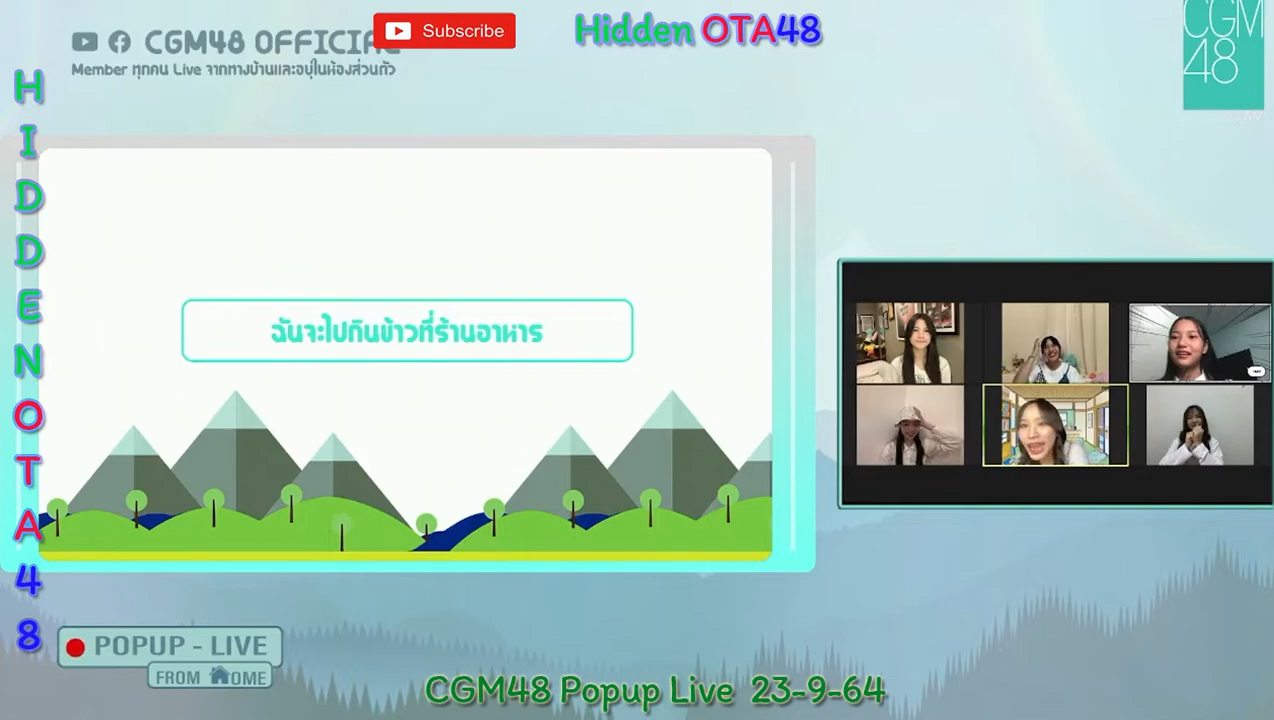 CGM48 OFFICIAL
Subscribe
Hidden OTA48
CGM
48
Member ทุกคน Live จากทางบ้านและอยู่ในห้องส่วนตัว
HIDDENOTA48
ฉันจะไปกินข้าวที่ร้านอาหาร
POPUP - LIVE
FROM HOME
CGM48 Popup Live 23-9-64